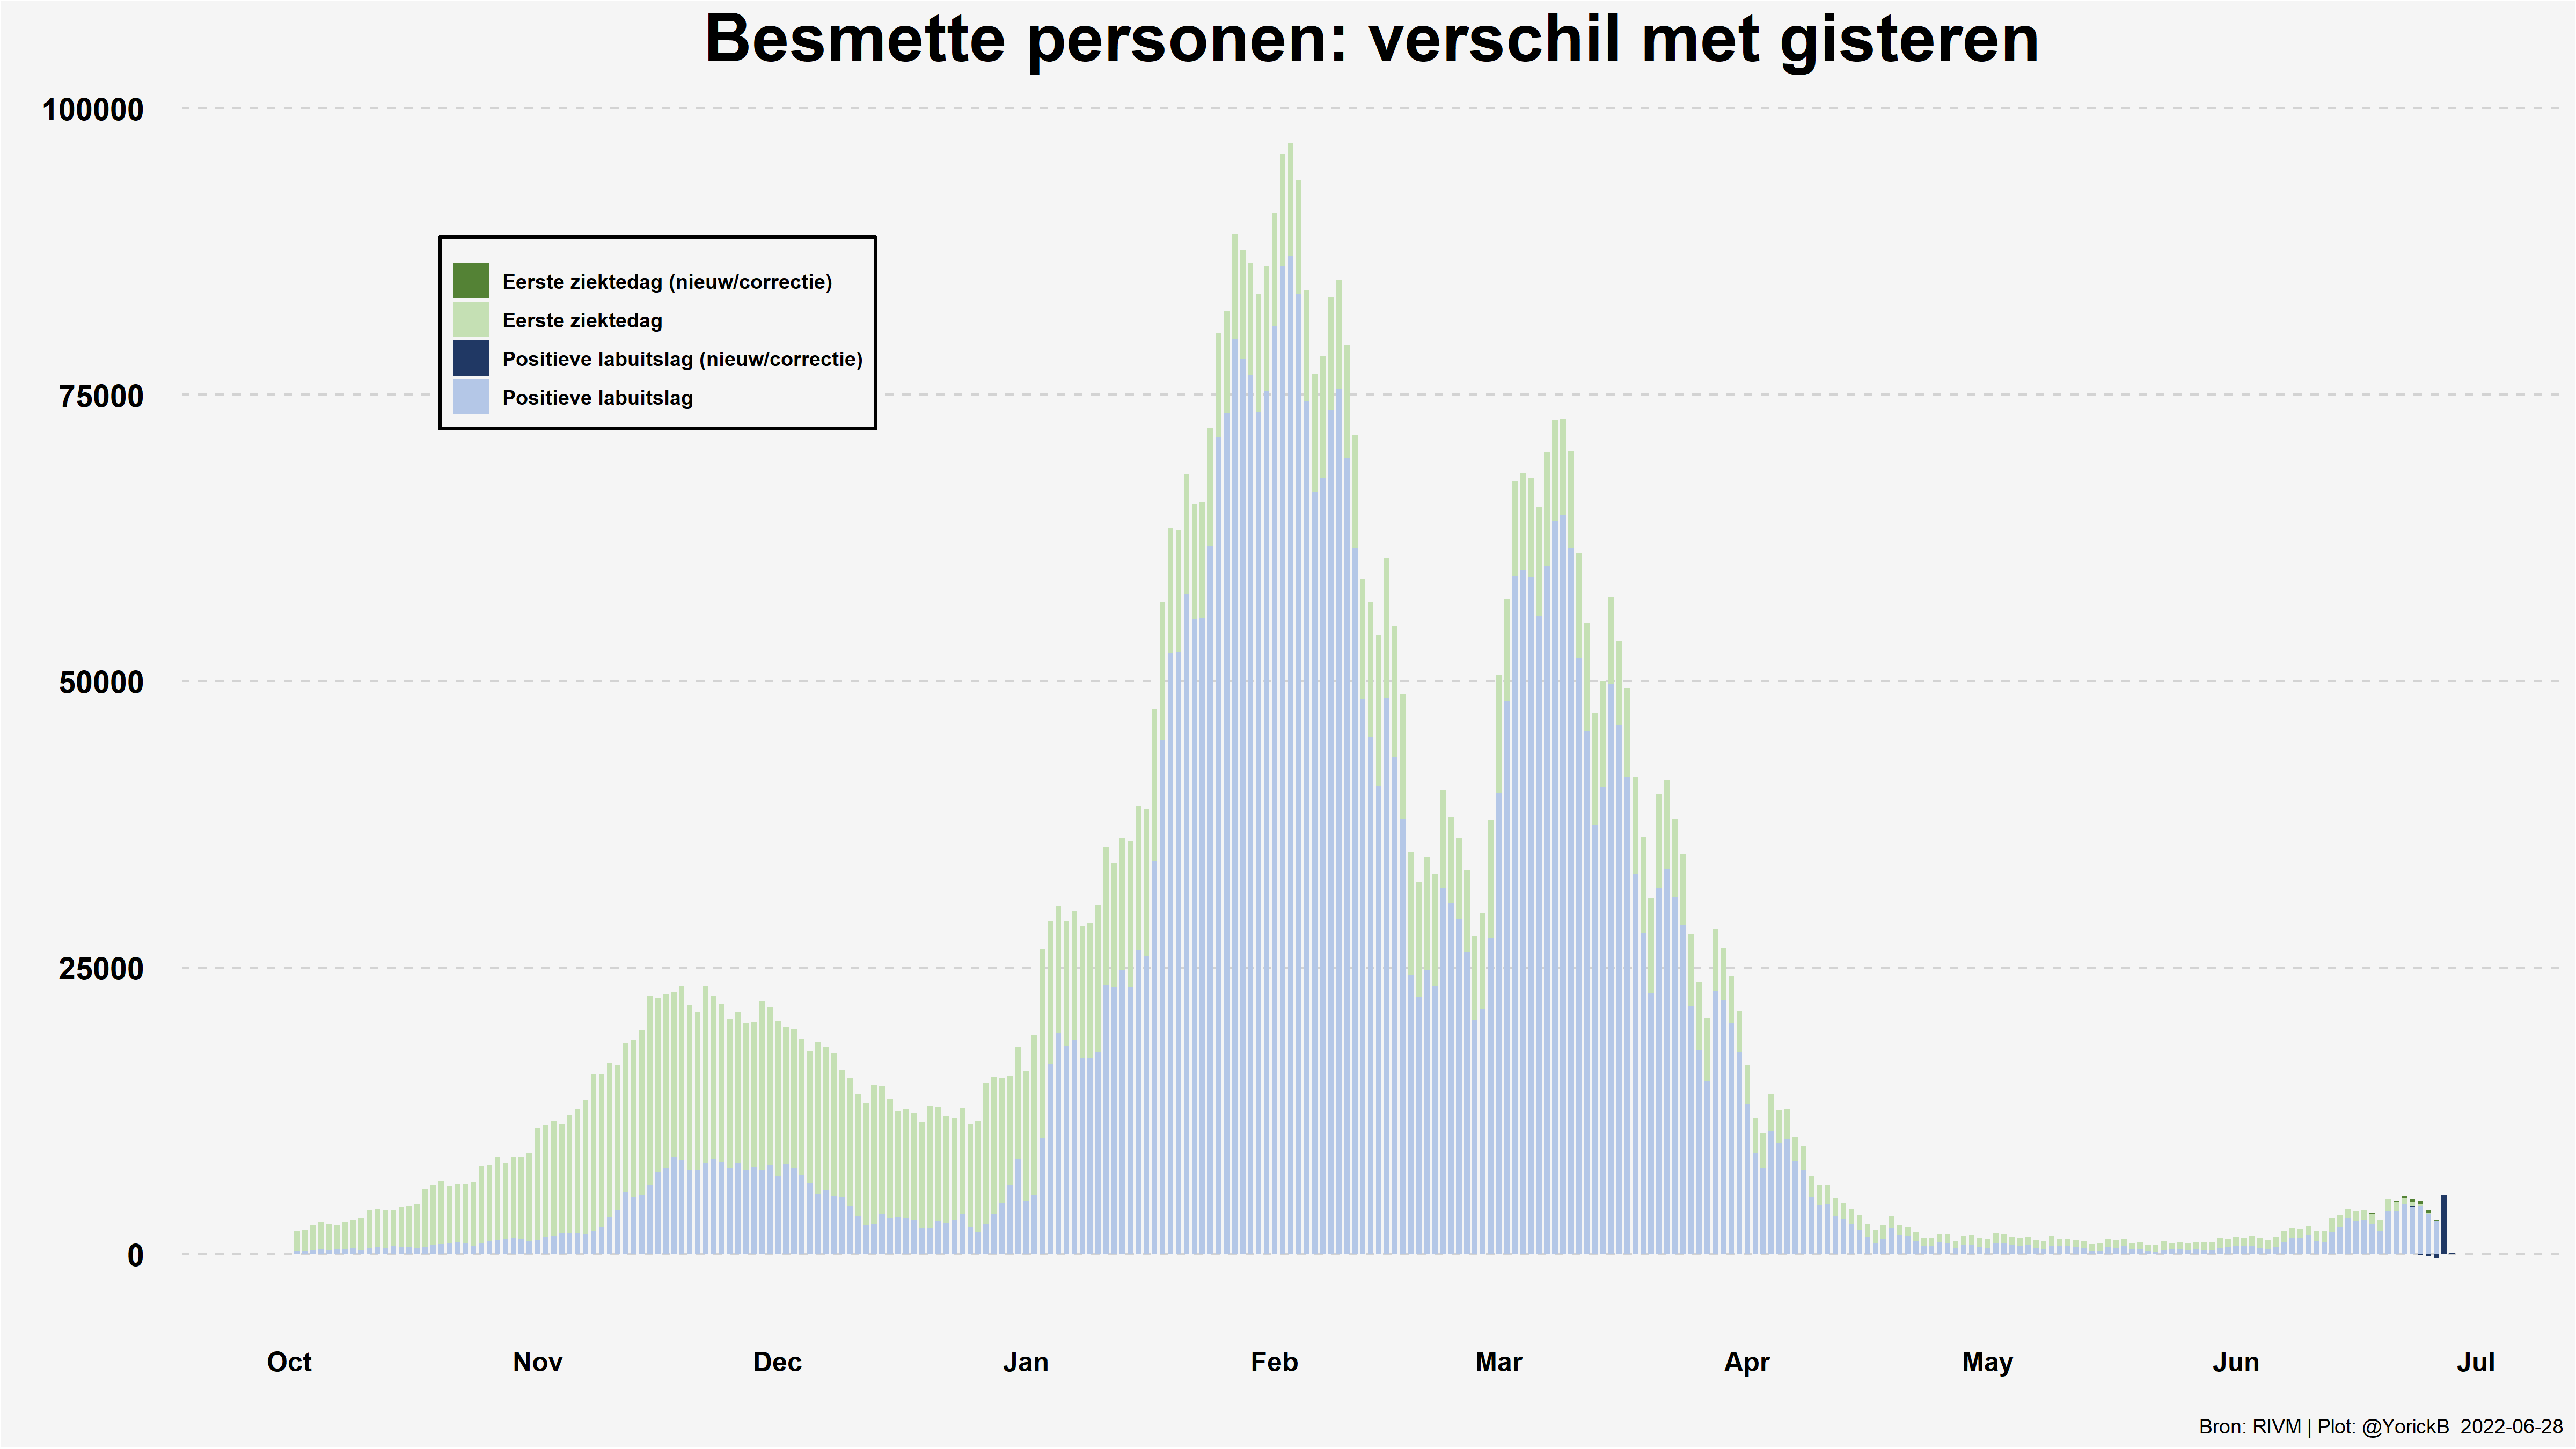 Besmette personen: verschil met gisteren
100000
75000
50000
25000
0
Eerste ziektedag (nieuw/correctie)
Eerste ziektedag
Positieve labuitslag (nieuw/correctie)
Positieve labuitslag
Oct Nov Dec Jan Feb Mar Apr May Jun Jul
Bron: RIVM | Plot: @YorickB 2022-06-28